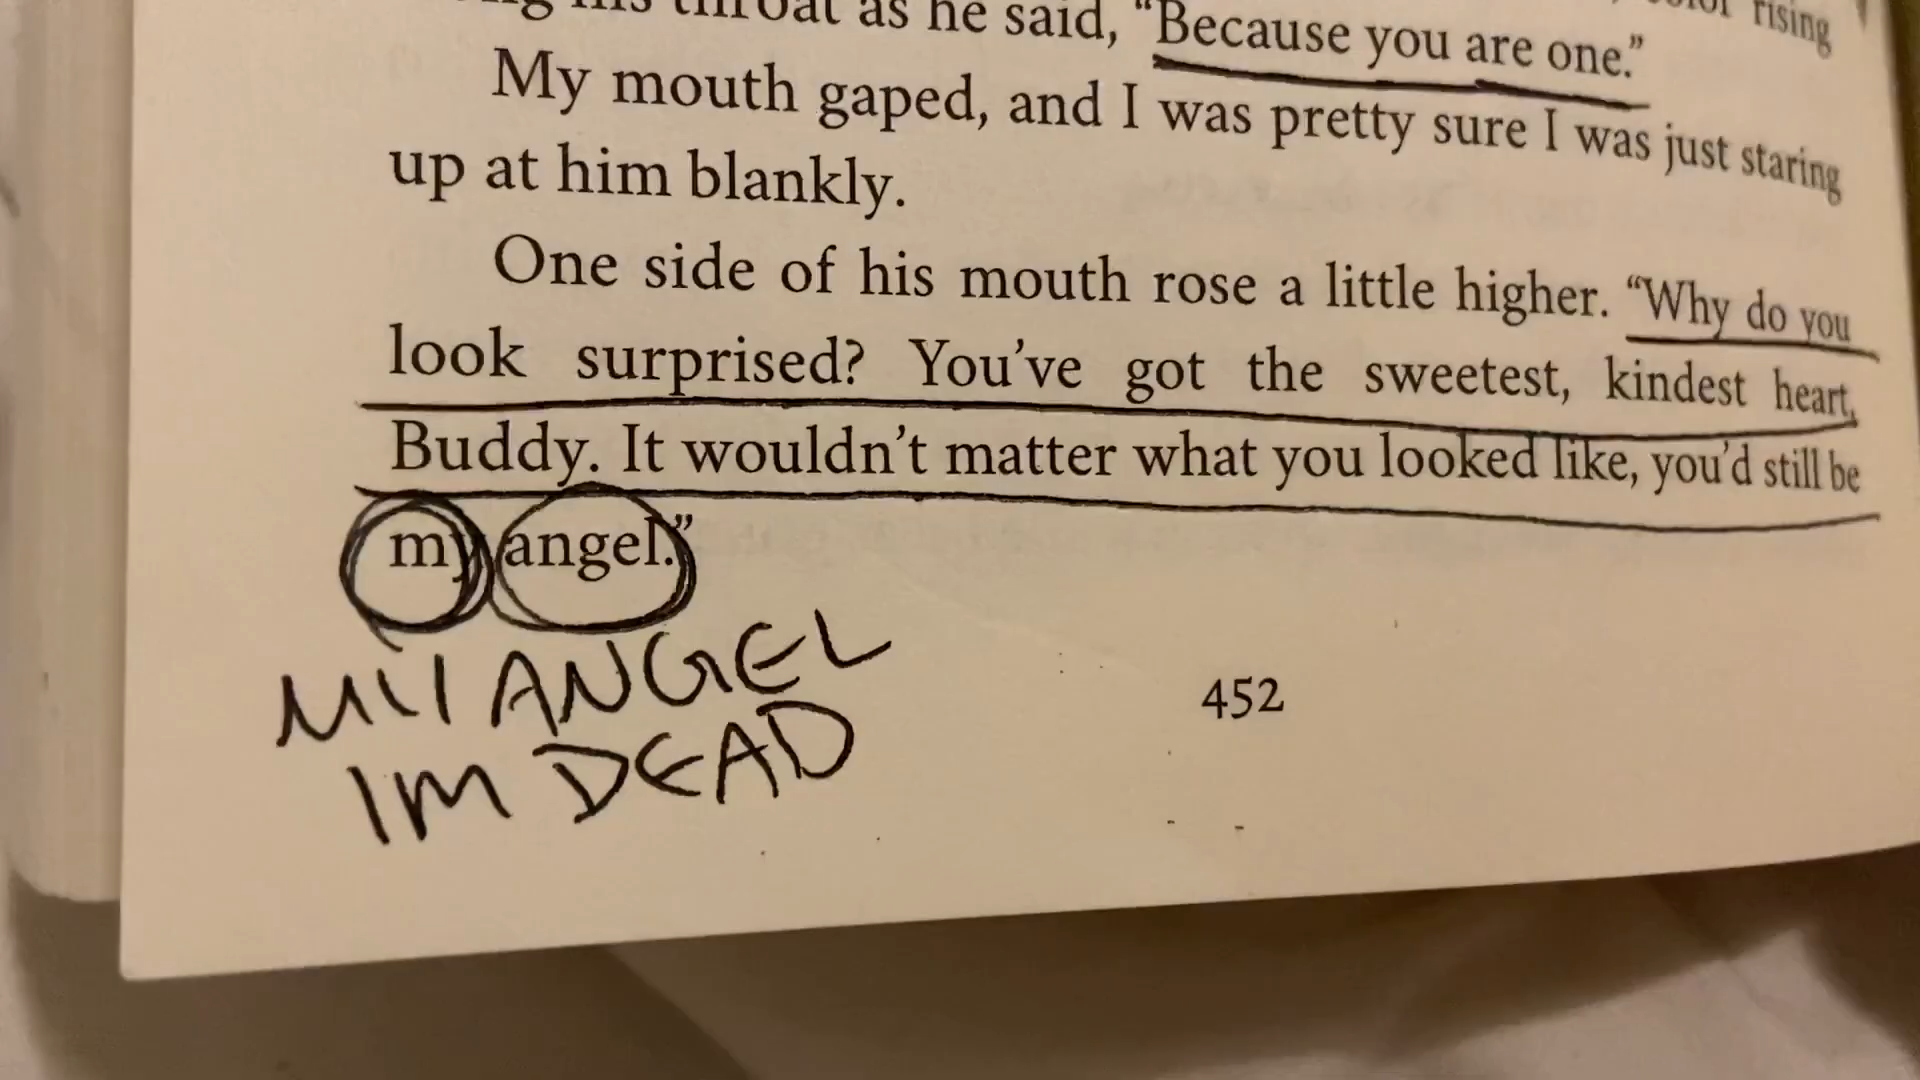 his throat as he said, “Because you are one.” rising
My mouth gaped, and I was pretty sure I was just staring
up at him blankly.
One side of his mouth rose a little higher. “Why do you
look surprised? You’ve got the sweetest, kindest heart,
Buddy. It wouldn’t matter what you looked like, you’d still be
my angel.”
MY ANGEL
IM DEAD
452